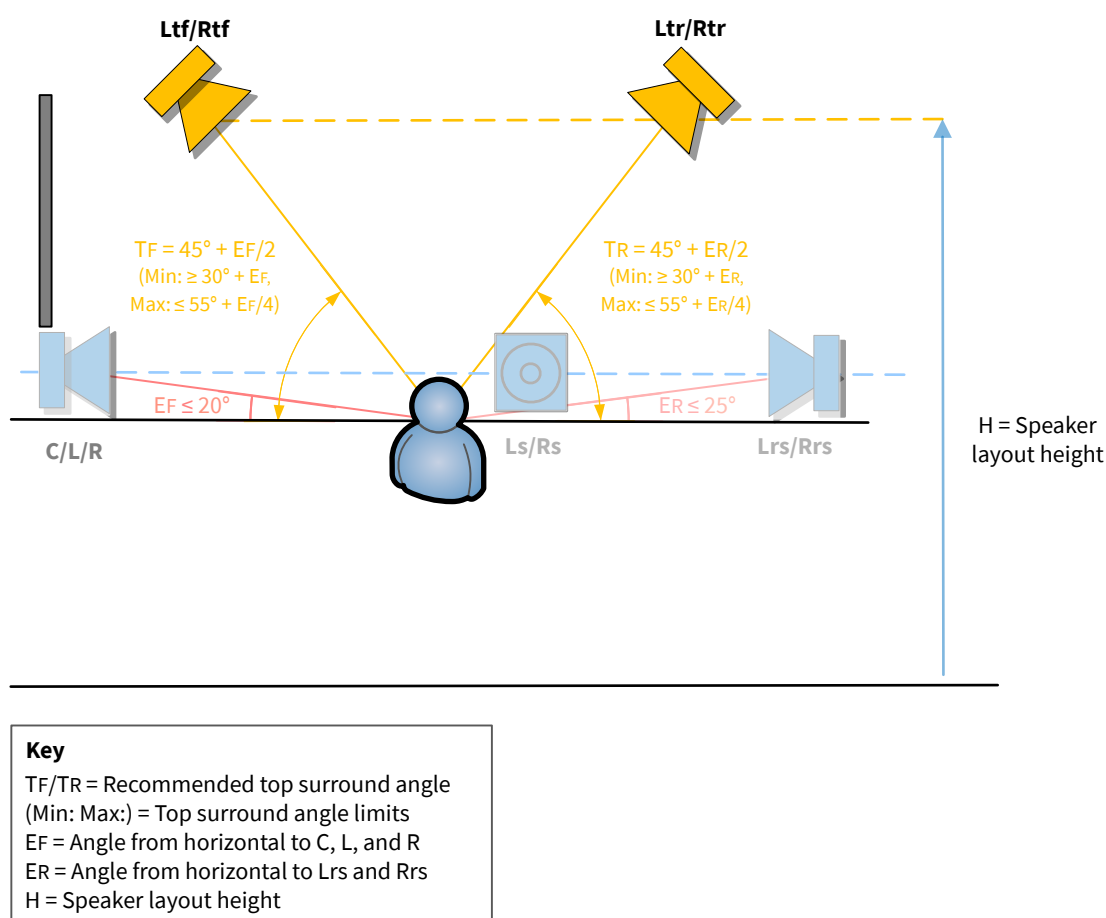 Ltf/Rtf
Ltr/Rtr
TF = 45° + EF/2
(Min: ≥ 30° + EF,
Max: ≤ 55° + EF/4)
TR = 45° + ER/2
(Min: ≥ 30° + ER,
Max: ≤ 55° + ER/4)
EF ≤ 20°
ER ≤ 25°
C/L/R
Ls/Rs
Lrs/Rrs
H = Speaker
layout height
Key
TF/TR = Recommended top surround angle
(Min: Max:) = Top surround angle limits
EF = Angle from horizontal to C, L, and R
ER = Angle from horizontal to Lrs and Rrs
H = Speaker layout height